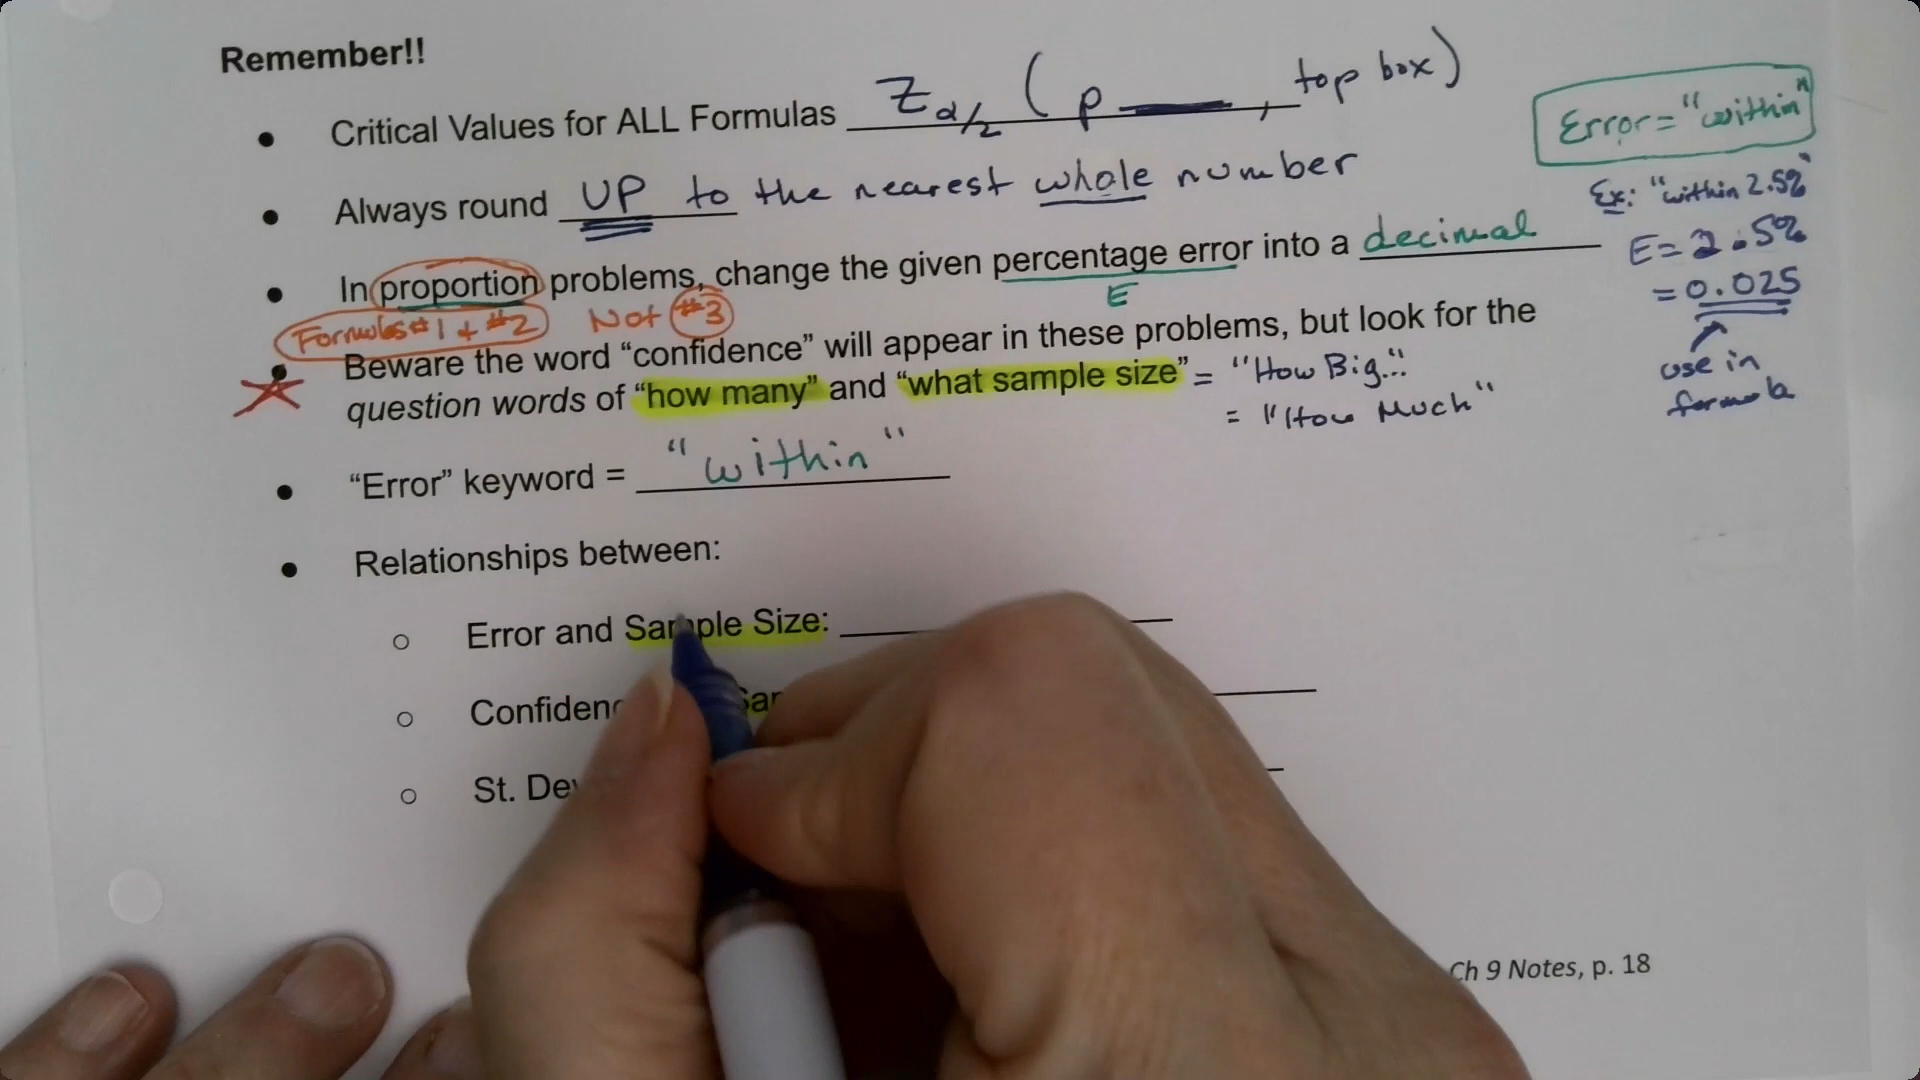 Remember!!
Critical Values for ALL Formulas Zα/2 (p ___, top box)
Error = "within"
Always round UP to the nearest whole number
Ex: "within 2.5%"
In proportion problems, change the given percentage error into a decimal
E = 2.5%
E
= 0.025
Formulas #1 + #2 Not #3
Beware the word “confidence” will appear in these problems, but look for the
question words of “how many” and “what sample size” = "How Big..."
= "How Much"
use in
formula
“Error” keyword = "within"
Relationships between:
Error and Sample Size:
St.
Ch 9 Notes, p. 18